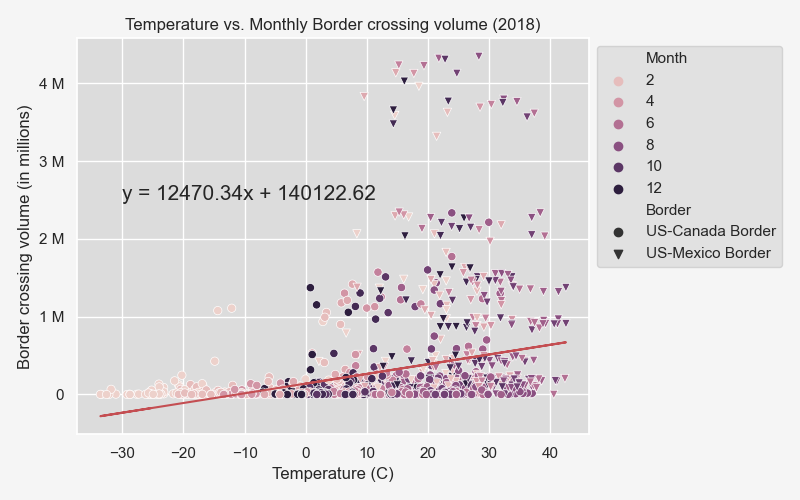 Temperature vs. Monthly Border crossing volume (2018)
Border crossing volume (in millions)
4 M
3 M
2 M
1 M
0
y = 12470.34x + 140122.62
−30
−20
−10
0
10
20
30
40
Temperature (C)
Month
2
4
6
8
10
12
Border
US-Canada Border
US-Mexico Border